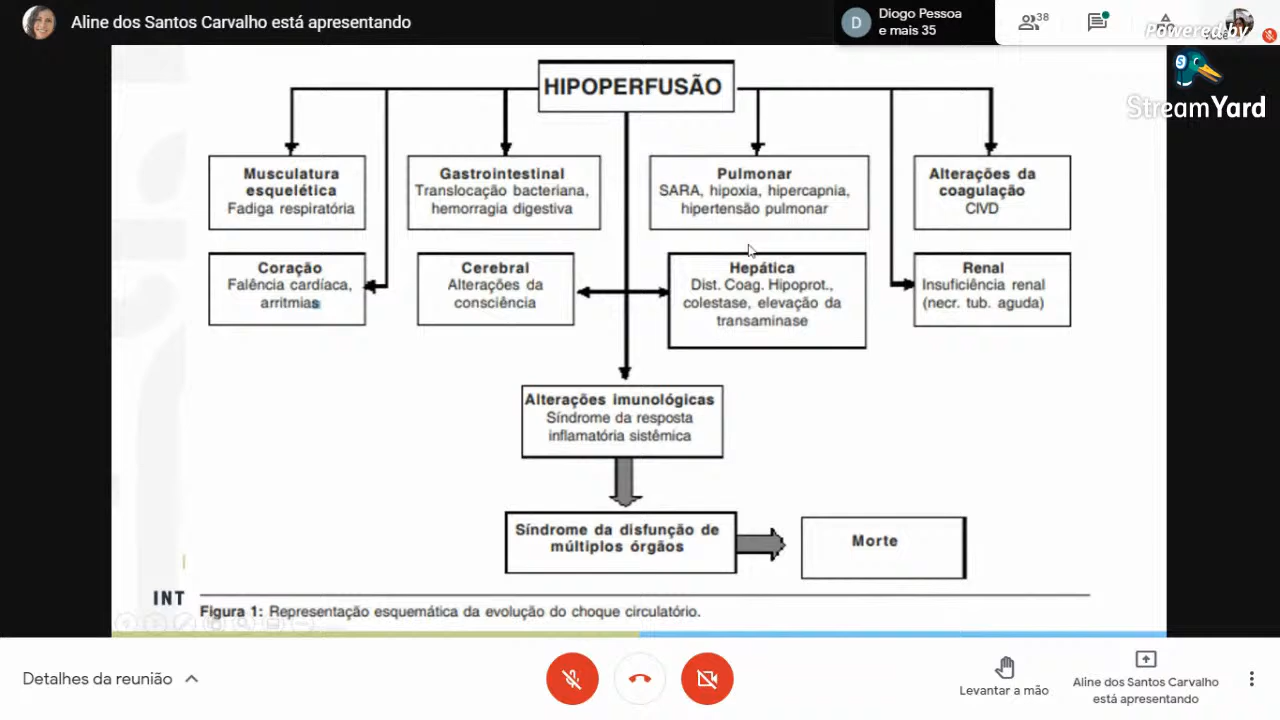 Aline dos Santos Carvalho está apresentando
D
Diogo Pessoa
e mais 35
38
Powered by
StreamYard
HIPOPERFUSÃO
Musculatura
esquelética
Fadiga respiratória
Gastrointestinal
Translocação bacteriana,
hemorragia digestiva
Pulmonar
SARA, hipoxia, hipercapnia,
hipertensão pulmonar
Alterações da
coagulação
CIVD
Coração
Falência cardíaca,
arritmias
Cerebral
Alterações da
consciência
Hepática
Dist. Coag. Hipoprot.,
colestase, elevação da
transaminase
Renal
Insuficiência renal
(necr. tub. aguda)
Alterações imunológicas
Síndrome da resposta
inflamatória sistêmica
Síndrome da disfunção de
múltiplos órgãos
Morte
INT
Figura 1: Representação esquemática da evolução do choque circulatório.
Detalhes da reunião
Levantar a mão
Aline dos Santos Carvalho
está apresentando